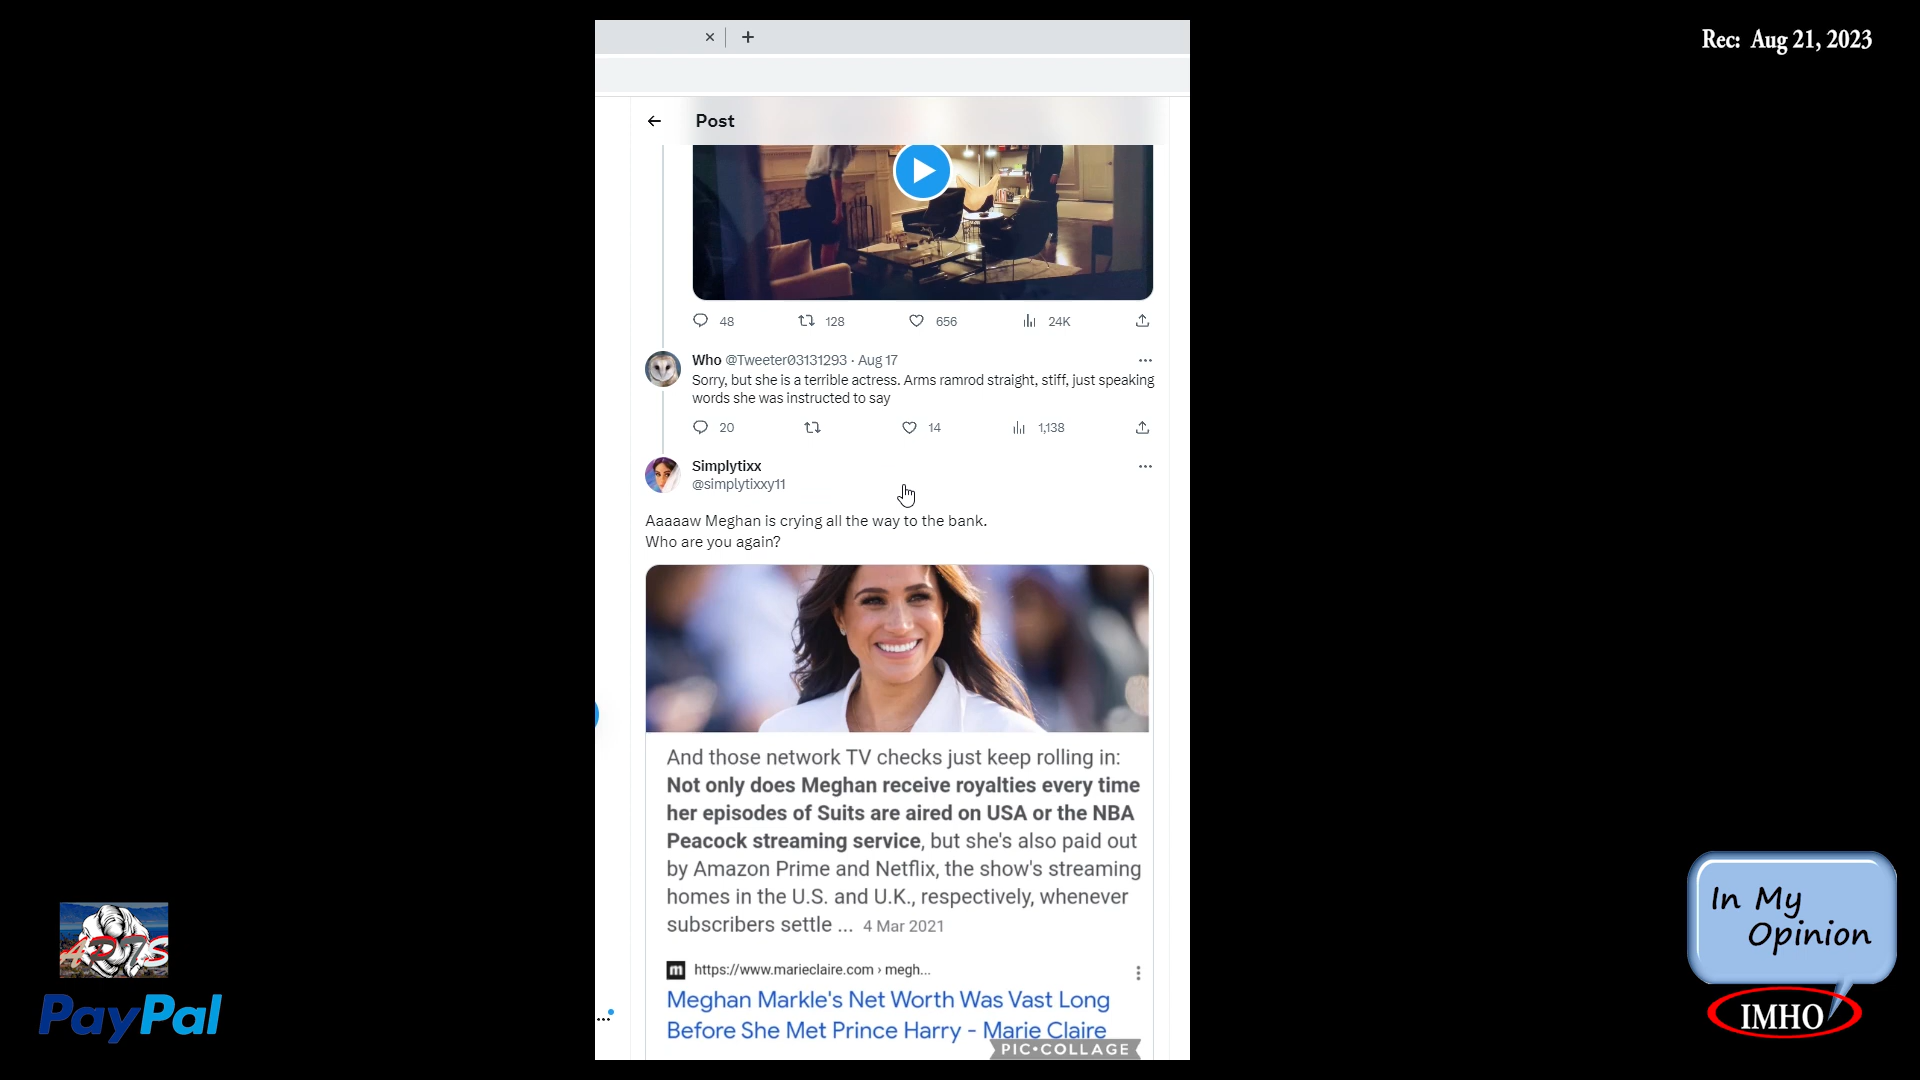 Rec: Aug 21, 2023
Post
48 128 656 24K
Who @Tweeter03131293 · Aug 17
Sorry, but she is a terrible actress. Arms ramrod straight, stiff, just speaking
words she was instructed to say
20 14 1,138
Simplytixx
@simplytixxy11
Aaaaaw Meghan is crying all the way to the bank.
Who are you again?
And those network TV checks just keep rolling in:
Not only does Meghan receive royalties every time
her episodes of Suits are aired on USA or the NBA
Peacock streaming service, but she's also paid out
by Amazon Prime and Netflix, the show's streaming
homes in the U.S. and U.K., respectively, whenever
subscribers settle ... 4 Mar 2021
m https://www.marieclaire.com › megh...
Meghan Markle's Net Worth Was Vast Long
Before She Met Prince Harry - Marie Claire
PIC•COLLAGE
PayPal
In My
Opinion
IMHO